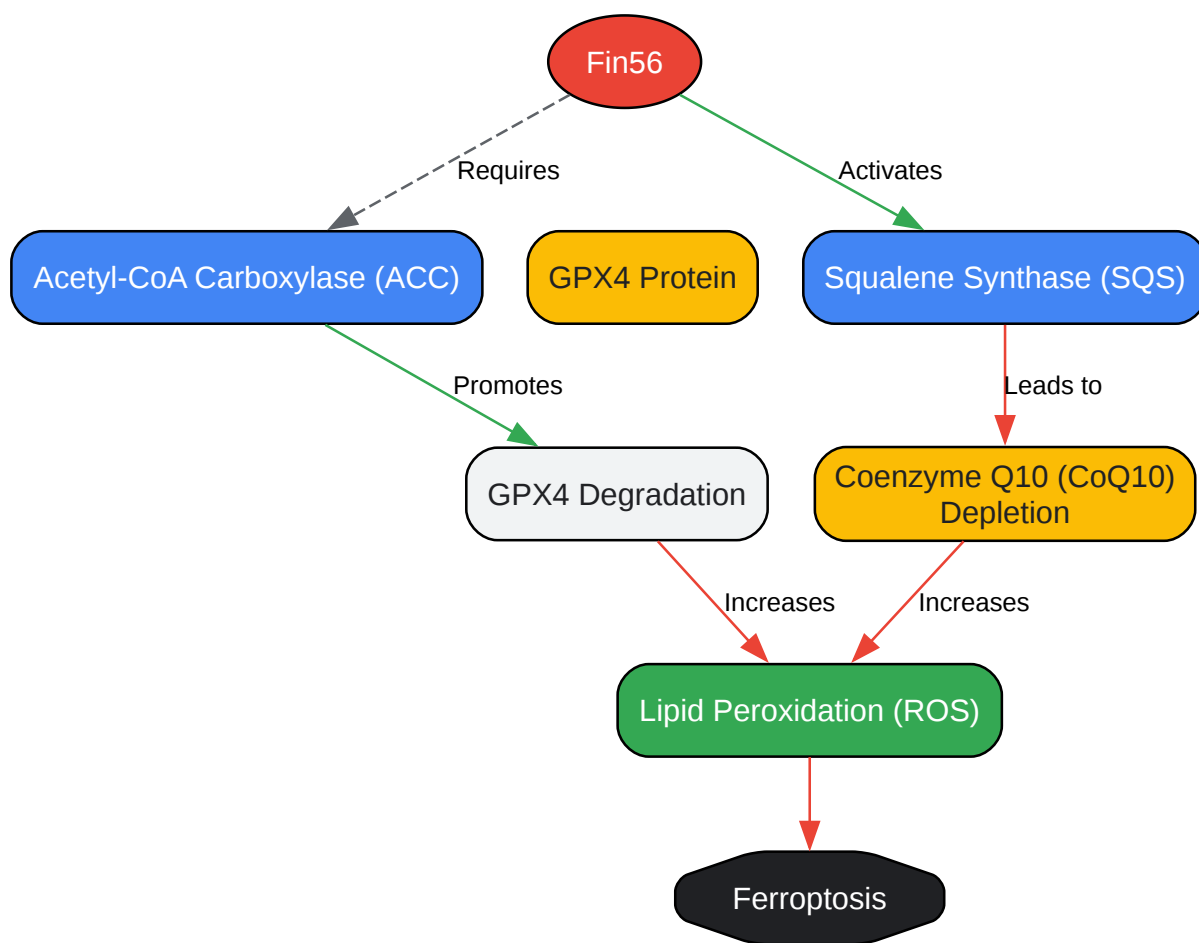 Fin56
Requires
Activates
Acetyl-CoA Carboxylase (ACC)
GPX4 Protein
Squalene Synthase (SQS)
Promotes
Leads to
GPX4 Degradation
Coenzyme Q10 (CoQ10)
Depletion
Increases
Increases
Lipid Peroxidation (ROS)
Ferroptosis